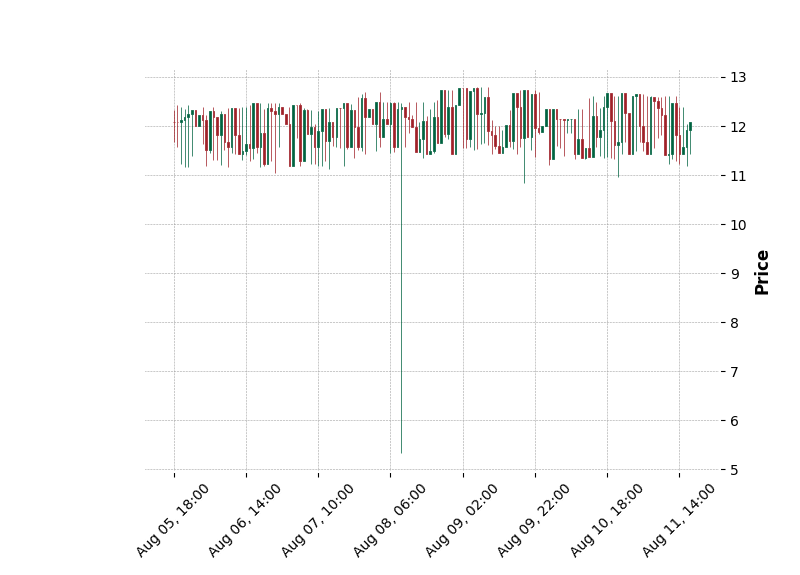 13
12
11
10
9
8
7
6
5
Price
Aug 05, 18:00
Aug 06, 14:00
Aug 07, 10:00
Aug 08, 06:00
Aug 09, 02:00
Aug 09, 22:00
Aug 10, 18:00
Aug 11, 14:00